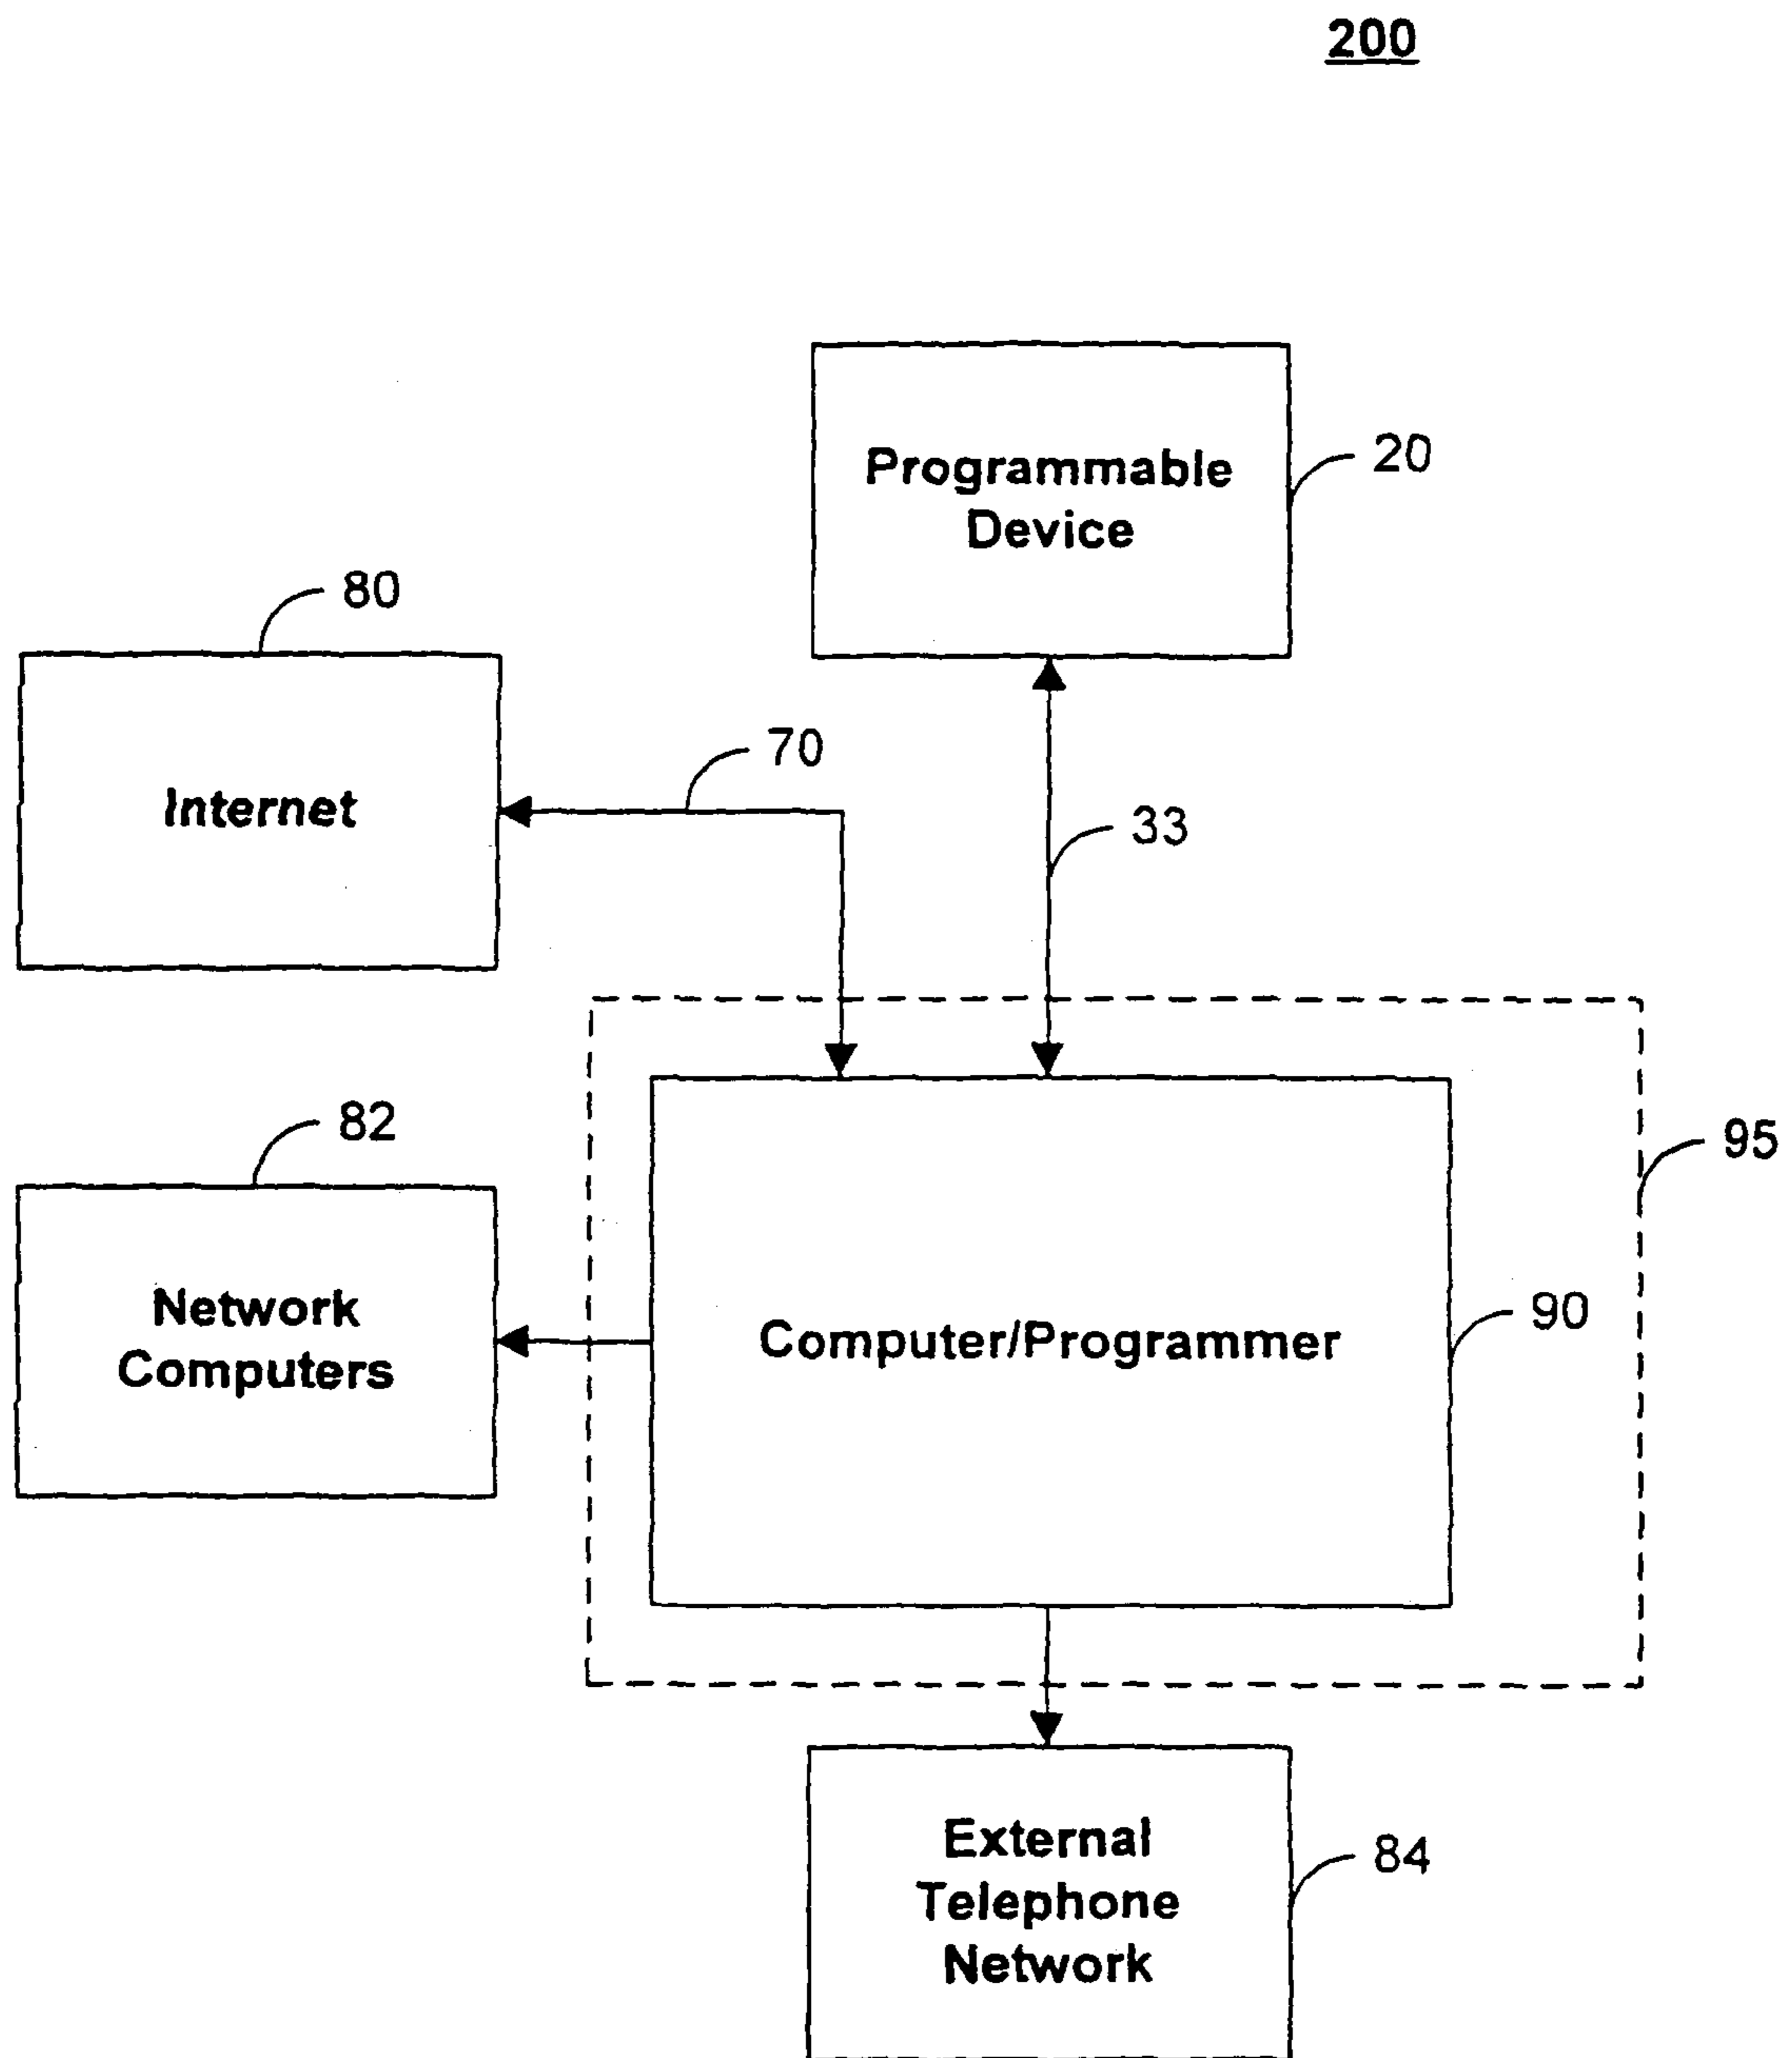 200
Programmable
Device
20
80
Internet
70
33
82
Network
Computers
95
Computer/Programmer
90
External
Telephone
Network
84